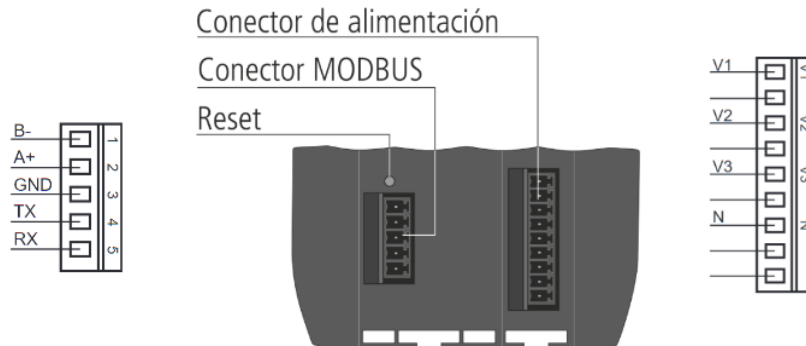 Conector de alimentación
Conector MODBUS
Reset
B-
1
A+
2
GND
3
TX
4
RX
5
V1
V1
V2
V2
V3
V3
N
N